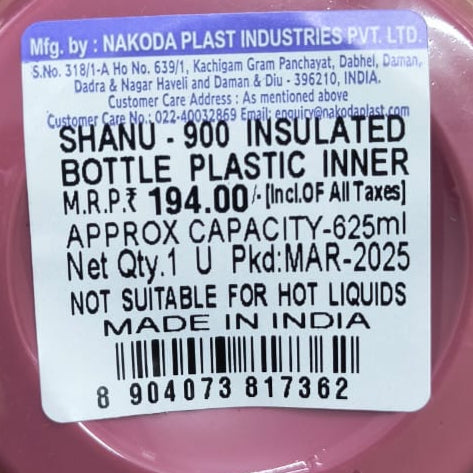 Mfg. by : NAKODA PLAST INDUSTRIES PVT. LTD.
S.No. 318/1-A Ho No. 639/1, Kachigam Gram Panchayat, Dabhel, Daman,
Dadra & Nagar Haveli and Daman & Diu - 396210, INDIA.
Customer Care Address : As mentioned above
Customer Care No.: 022-40032869 Email: enquiry@nakodaplast.com
SHANU - 900 INSULATED
BOTTLE PLASTIC INNER
M.R.P.₹ 194.00/- [Incl.OF All Taxes]
APPROX CAPACITY-625ml
Net Qty.1 U Pkd:MAR-2025
NOT SUITABLE FOR HOT LIQUIDS
MADE IN INDIA
8 904073 817362